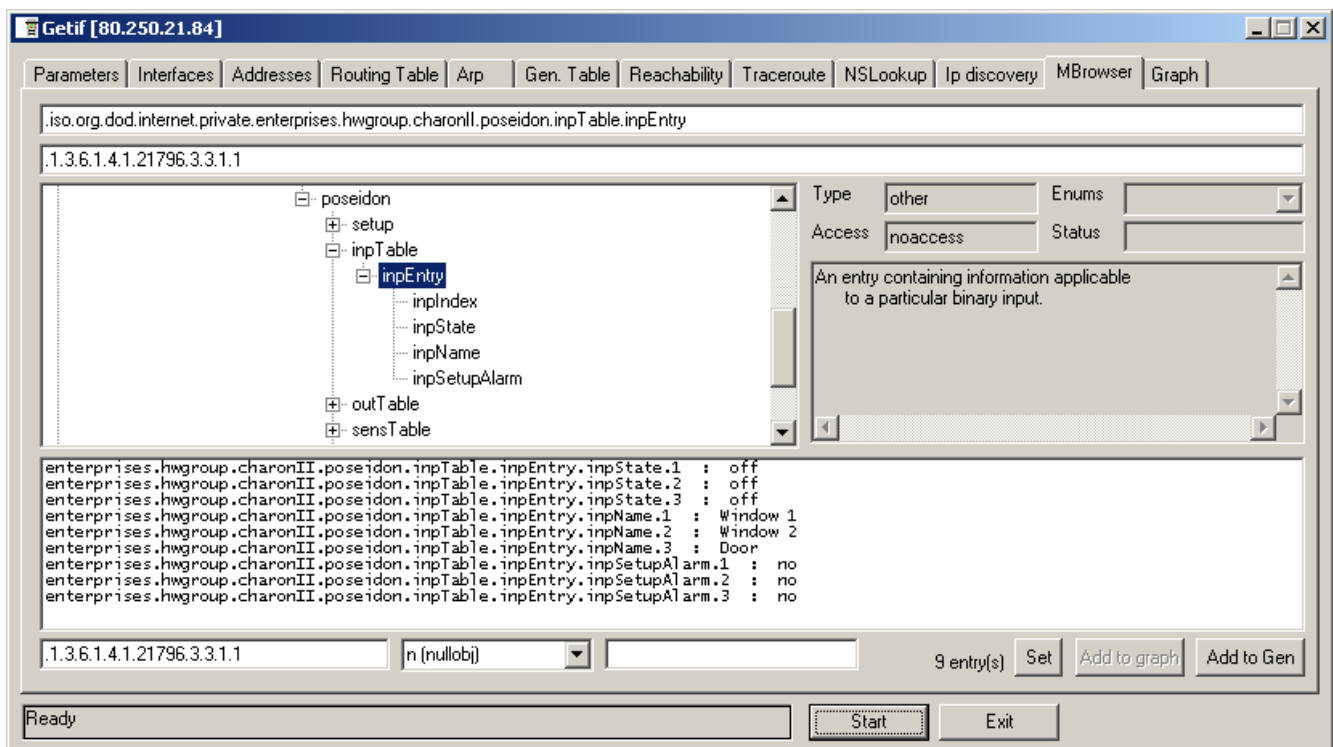 Getif [80.250.21.84]
Parameters Interfaces Addresses Routing Table Arp Gen. Table Reachability Traceroute NSLookup Ip discovery MBrowser Graph
.iso.org.dod.internet.private.enterprises.hwgroup.charonII.poseidon.inpTable.inpEntry
.1.3.6.1.4.1.21796.3.3.1.1
poseidon
setup
inpTable
inpEntry
inpIndex
inpState
inpName
inpSetupAlarm
outTable
sensTable
Type other Enums
Access noaccess Status
An entry containing information applicable
to a particular binary input.
enterprises.hwgroup.charonII.poseidon.inpTable.inpEntry.inpState.1 : off
enterprises.hwgroup.charonII.poseidon.inpTable.inpEntry.inpState.2 : off
enterprises.hwgroup.charonII.poseidon.inpTable.inpEntry.inpState.3 : off
enterprises.hwgroup.charonII.poseidon.inpTable.inpEntry.inpName.1 : Window 1
enterprises.hwgroup.charonII.poseidon.inpTable.inpEntry.inpName.2 : Window 2
enterprises.hwgroup.charonII.poseidon.inpTable.inpEntry.inpName.3 : Door
enterprises.hwgroup.charonII.poseidon.inpTable.inpEntry.inpSetupAlarm.1 : no
enterprises.hwgroup.charonII.poseidon.inpTable.inpEntry.inpSetupAlarm.2 : no
enterprises.hwgroup.charonII.poseidon.inpTable.inpEntry.inpSetupAlarm.3 : no
.1.3.6.1.4.1.21796.3.3.1.1 n (nullobj) 9 entry(s) Set Add to graph Add to Gen
Ready Start Exit